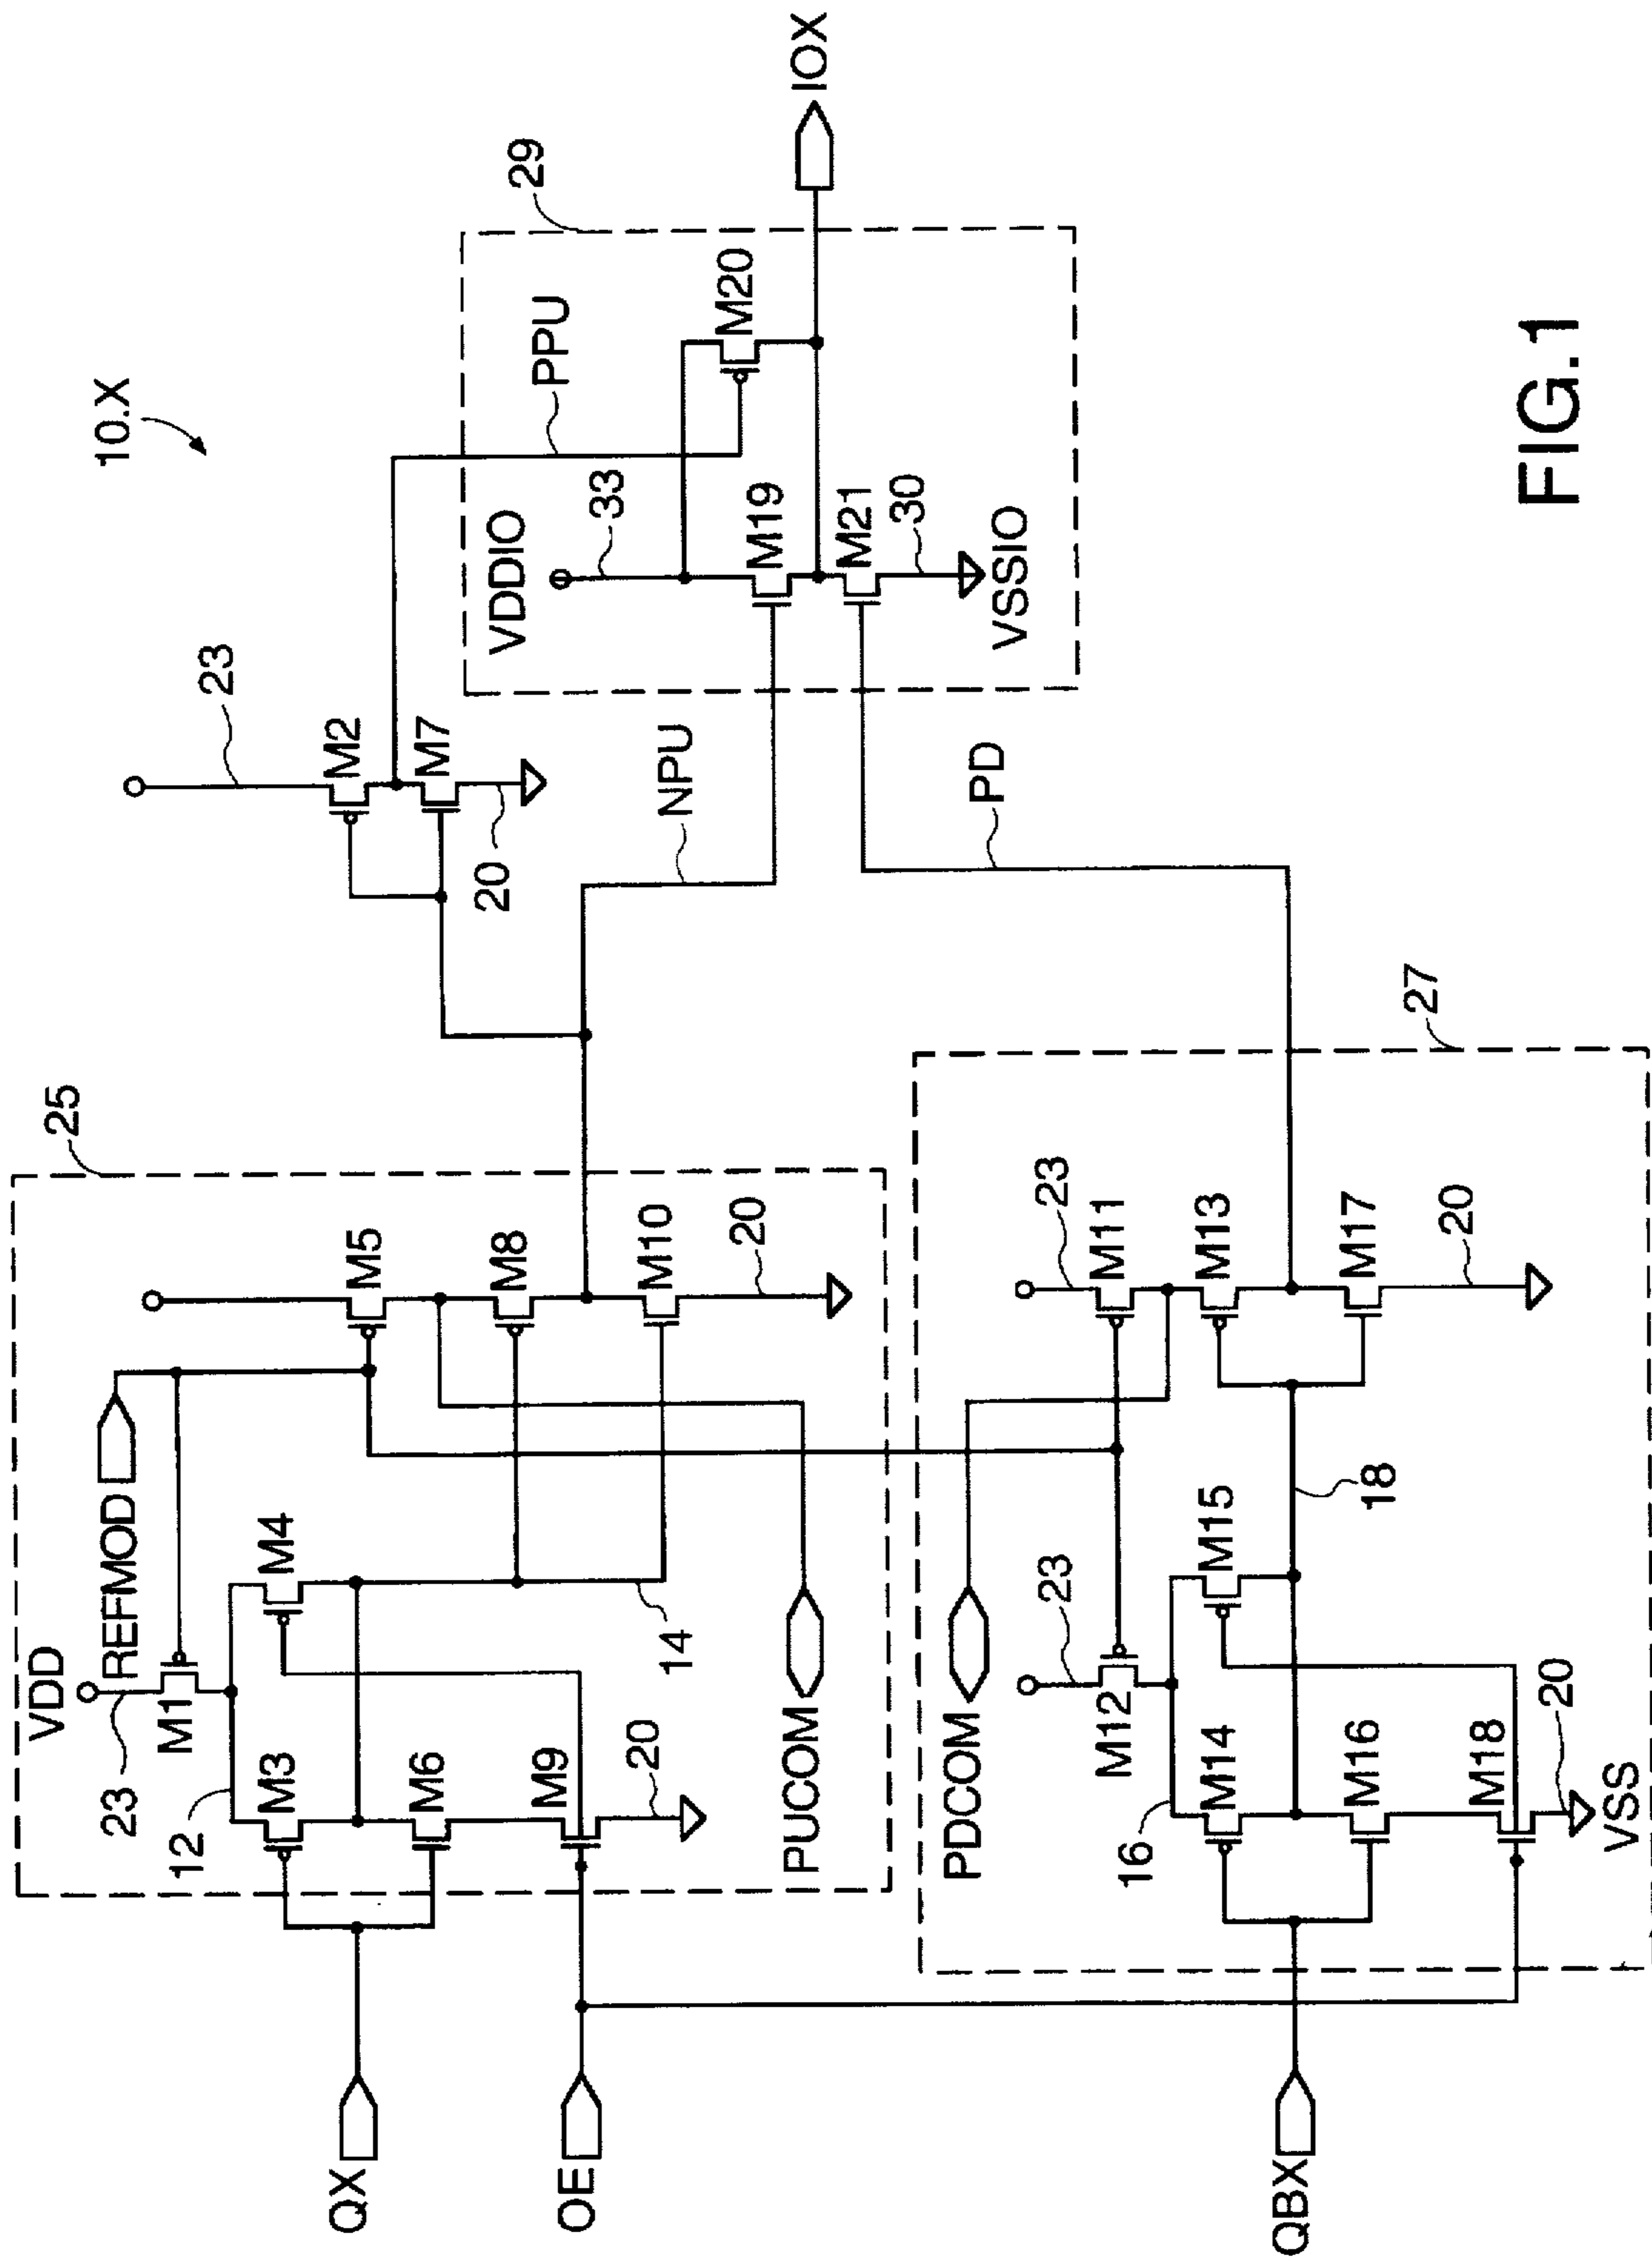 10.X
25
VDD
23
REFMOD
M1
12
M3
M4
M5
M6
M8
M9
M10
14
20
20
PUCOM
QX
OE
23
M2
M7
20
NPU
PPU
29
VDDIO
33
M19
M20
M21
30
VSSIO
IOX
PD
27
PDCOM
23
M12
23
M11
16
M14
M15
M13
M16
M17
M18
18
20
20
VSS
QBX
FIG.1